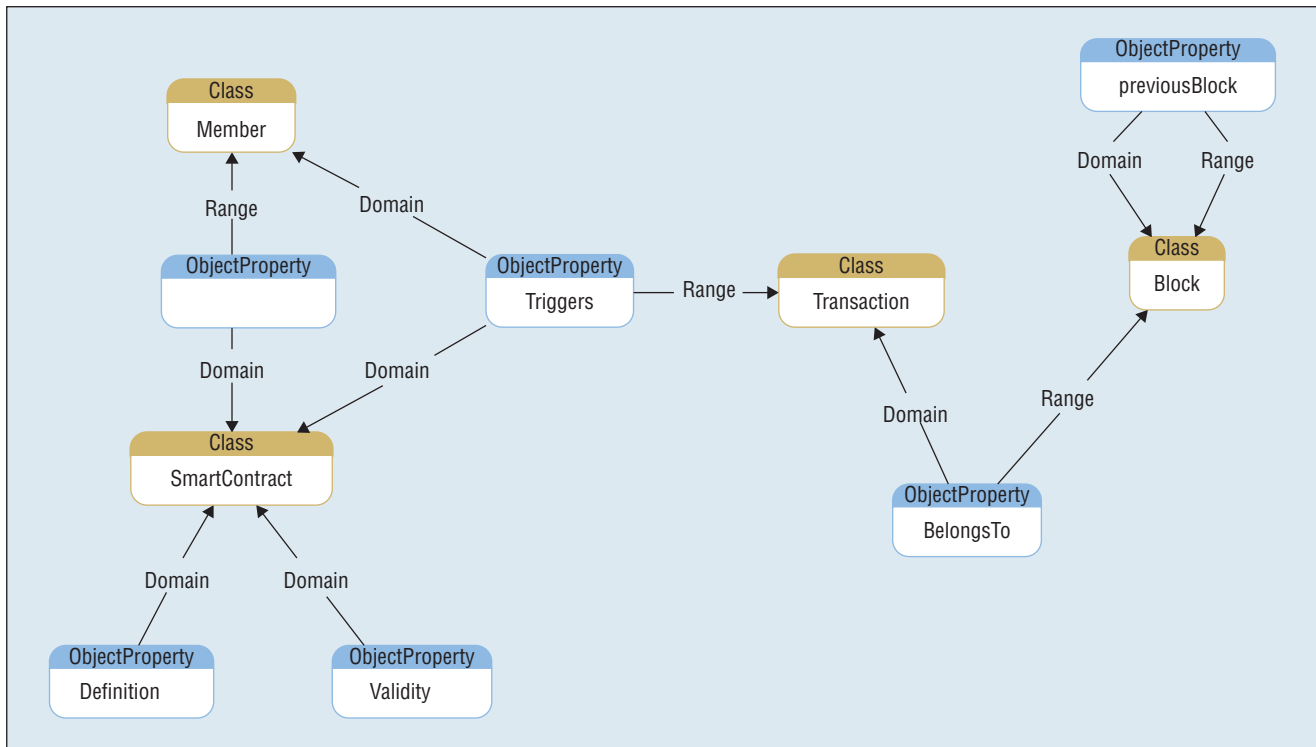 ObjectProperty
previousBlock
Class
Member
Domain
Range
Range
Domain
ObjectProperty
ObjectProperty
Triggers
Range
Class
Transaction
Class
Block
Domain
Domain
Range
Domain
Class
SmartContract
ObjectProperty
BelongsTo
Domain
Domain
ObjectProperty
Definition
ObjectProperty
Validity